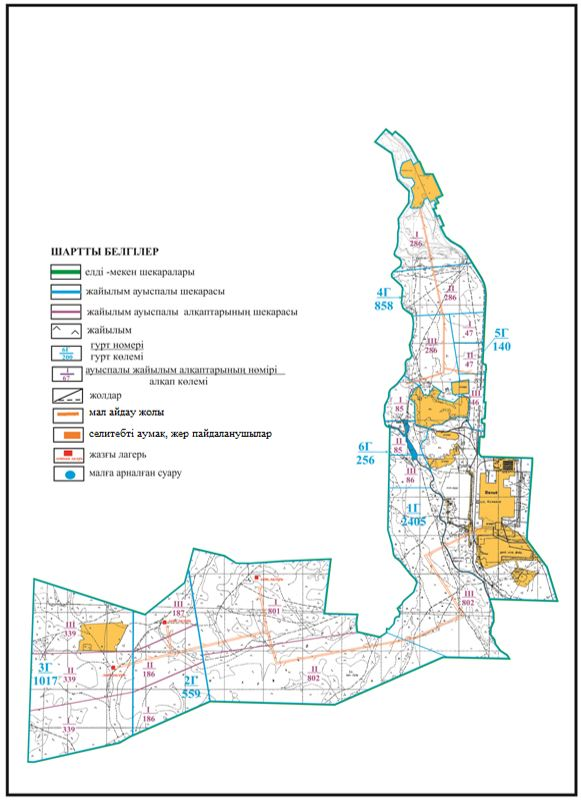 ШАРТТЫ БЕЛГІЛЕР
елді -мекен шекаралары
жайылым ауыспалы шекарасы
жайылым ауыспалы алқаптарының шекарасы
жайылым
6Г
200
гурт номері
гурт көлемі
I
67
ауыспалы жайылым алқаптарының нөмірі
алқап көлемі
жолдар
мал айдау жолы
селитебті аумақ, жер пайдаланушылар
жазғы лагерь
малға арналған суару
I
286
4Г
858
II
286
III
286
I
47
5Г
140
II
47
III
46
I
85
II
85
6Г
256
III
86
1Г
2405
III
802
I
801
II
802
III
187
II
186
I
186
2Г
559
III
339
3Г
1017
II
339
I
339